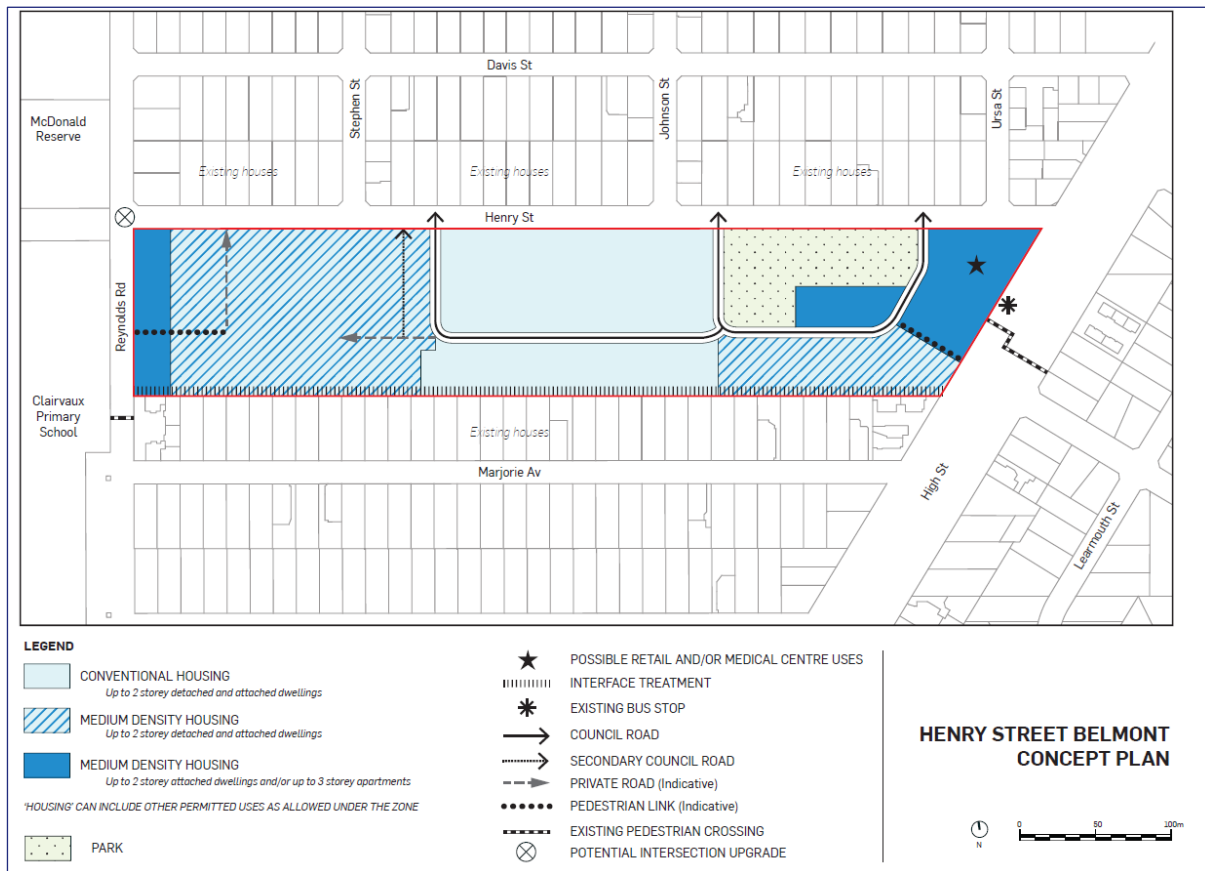 Davis St
McDonald
Reserve
Stephen St
Johnson St
Ursa St
Existing houses
Existing houses
Existing houses
Henry St
Reynolds Rd
Clairvaux
Primary
School
Existing houses
Marjorie Av
High St
Learmouth St
LEGEND
CONVENTIONAL HOUSING
Up to 2 storey detached and attached dwellings
MEDIUM DENSITY HOUSING
Up to 2 storey detached and attached dwellings
MEDIUM DENSITY HOUSING
Up to 2 storey attached dwellings and/or up to 3 storey apartments
'HOUSING' CAN INCLUDE OTHER PERMITTED USES AS ALLOWED UNDER THE ZONE
PARK
POSSIBLE RETAIL AND/OR MEDICAL CENTRE USES
INTERFACE TREATMENT
EXISTING BUS STOP
COUNCIL ROAD
SECONDARY COUNCIL ROAD
PRIVATE ROAD (Indicative)
PEDESTRIAN LINK (Indicative)
EXISTING PEDESTRIAN CROSSING
POTENTIAL INTERSECTION UPGRADE
HENRY STREET BELMONT
CONCEPT PLAN
N
0 50 100m